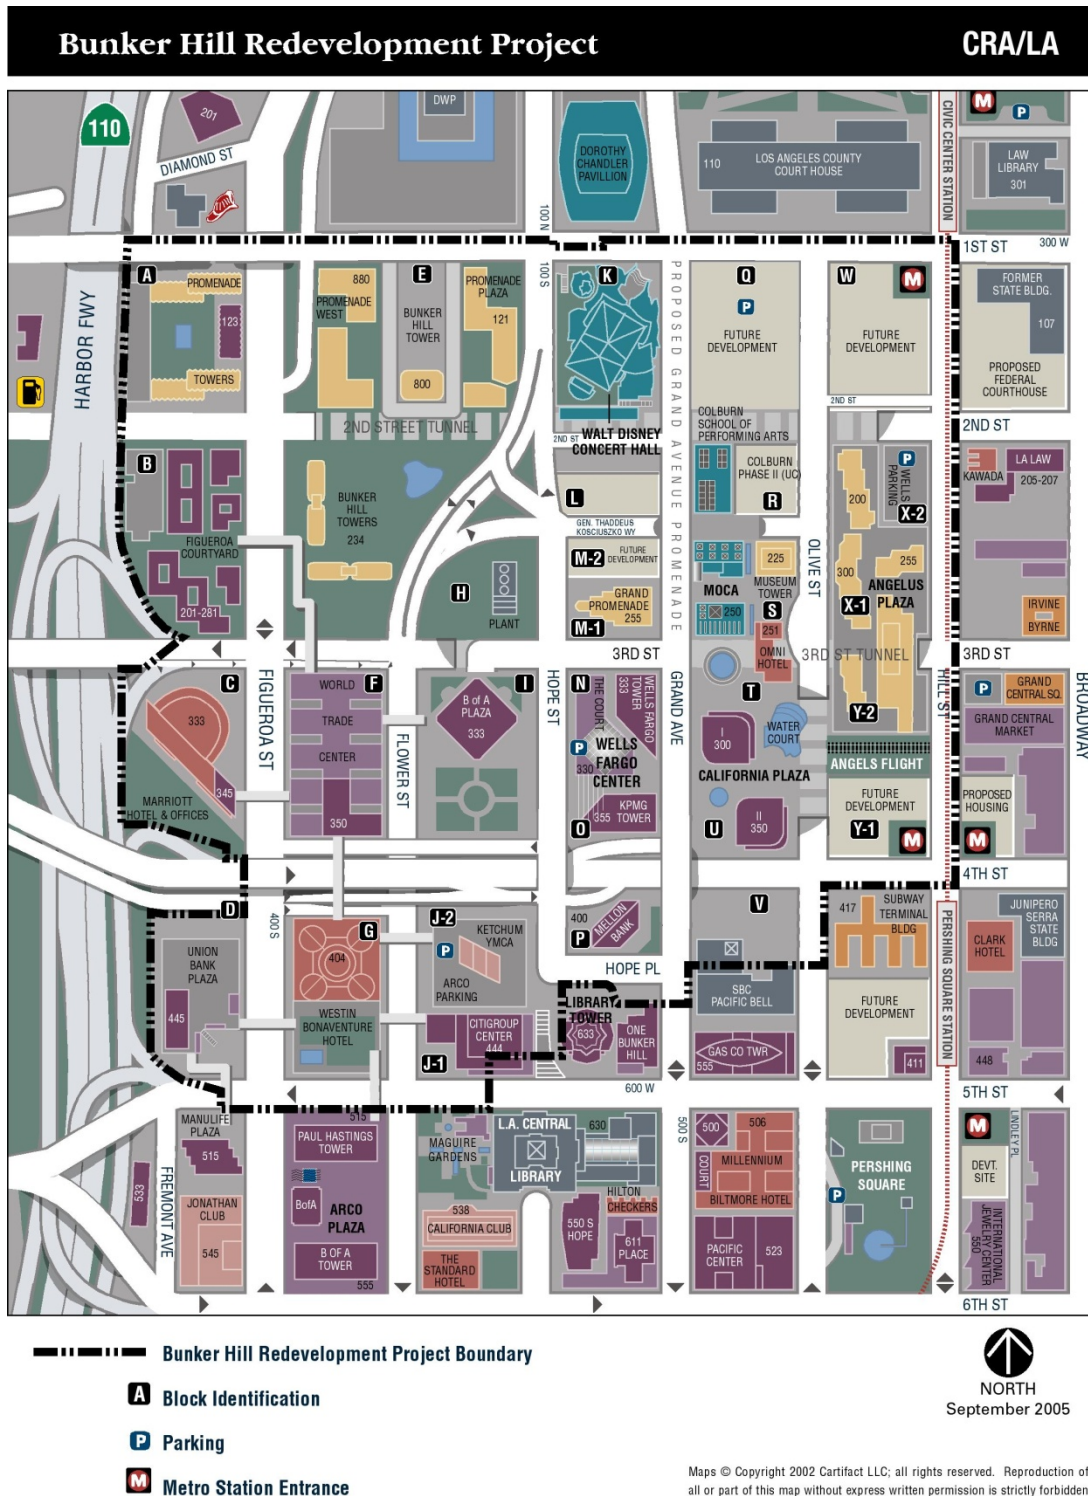 Bunker Hill Redevelopment Project
CRA/LA
110
201
DIAMOND ST
DWP
DOROTHY
CHANDLER
PAVILLION
110
LOS ANGELES COUNTY
COURT HOUSE
CIVIC CENTER STATION
M
P
LAW
LIBRARY
301
100 N
1ST ST
300 W
100 S
HARBOR FWY
A
PROMENADE
123
TOWERS
880
PROMENADE
WEST
E
BUNKER
HILL
TOWER
800
PROMENADE
PLAZA
121
K
WALT DISNEY
CONCERT HALL
PROPOSED GRAND AVENUE PROMENADE
Q
P
FUTURE
DEVELOPMENT
W
M
FUTURE
DEVELOPMENT
FORMER
STATE BLDG.
107
PROPOSED
FEDERAL
COURTHOUSE
2ND STREET TUNNEL
2ND ST
2ND ST
2ND ST
B
FIGUEROA
COURTYARD
201-281
BUNKER
HILL
TOWERS
234
H
PLANT
L
GEN. THADDEUS
KOSCIUSZKO WY
M-2
FUTURE
DEVELOPMENT
GRAND
PROMENADE
255
M-1
COLBURN
SCHOOL OF
PERFORMING ARTS
COLBURN
PHASE II (UC)
R
MOCA
250
225
MUSEUM
TOWER
S
251
OMNI
HOTEL
OLIVE ST
200
P
WELLS
PARKING
X-2
300
255
ANGELUS
PLAZA
X-1
KAWADA
LA LAW
205-207
IRVINE
BYRNE
3RD ST
3RD ST TUNNEL
3RD ST
C
333
345
MARRIOTT
HOTEL & OFFICES
FIGUEROA ST
WORLD
F
TRADE
CENTER
350
FLOWER ST
I
B of A
PLAZA
333
HOPE ST
N
THE COURT
WELLS FARGO
TOWER
333
P
330
WELLS
FARGO
CENTER
355
KPMG
TOWER
O
GRAND AVE
T
I
300
WATER
COURT
CALIFORNIA PLAZA
U
II
350
Y-2
ANGELS FLIGHT
FUTURE
DEVELOPMENT
Y-1
M
HILL ST
P
GRAND
CENTRAL SQ.
GRAND CENTRAL
MARKET
PROPOSED
HOUSING
M
BROADWAY
4TH ST
D
UNION
BANK
PLAZA
445
400 S
G
404
WESTIN
BONAVENTURE
HOTEL
J-2
KETCHUM
YMCA
P
ARCO
PARKING
CITIGROUP
CENTER
444
J-1
400
P
MELLON
BANK
HOPE PL
LIBRARY
TOWER
633
ONE
BUNKER
HILL
600 W
V
SBC
PACIFIC BELL
GAS CO TWR
555
417
SUBWAY
TERMINAL
BLDG
FUTURE
DEVELOPMENT
411
PERSHING SQUARE STATION
JUNIPERO
SERRA
STATE
BLDG
CLARK
HOTEL
448
5TH ST
MANULIFE
PLAZA
515
533
FREMONT AVE
JONATHAN
CLUB
545
515
PAUL HASTINGS
TOWER
BofA
ARCO
PLAZA
B OF A
TOWER
555
MAGUIRE
GARDENS
538
CALIFORNIA CLUB
THE
STANDARD
HOTEL
L.A. CENTRAL
LIBRARY
630
HILTON
CHECKERS
550 S
HOPE
611
PLACE
500 S
500
COURT
506
MILLENNIUM
BILTMORE HOTEL
PACIFIC
CENTER
523
PERSHING
SQUARE
P
M
LINDLEY PL
DEVT.
SITE
INTERNATIONAL
JEWELRY CENTER
550
6TH ST
Bunker Hill Redevelopment Project Boundary
A Block Identification
P Parking
M Metro Station Entrance
NORTH
September 2005
Maps © Copyright 2002 Cartifact LLC; all rights reserved. Reproduction of
all or part of this map without express written permission is strictly forbidden